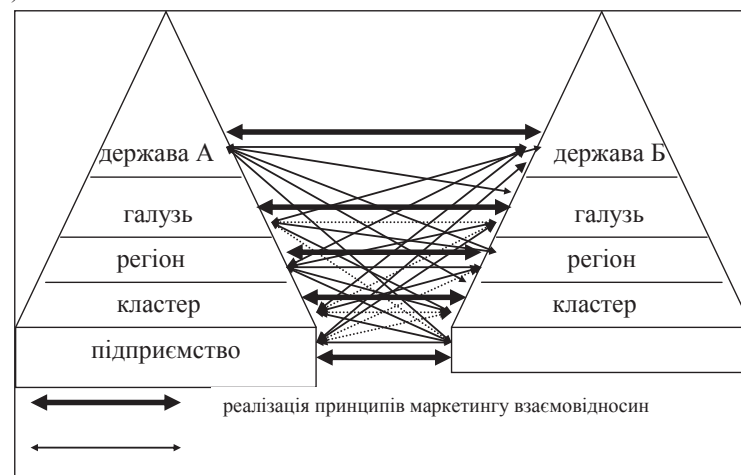 держава А
держава Б
галузь
галузь
регіон
регіон
кластер
кластер
підприємство
реалізація принципів маркетингу взаємовідносин